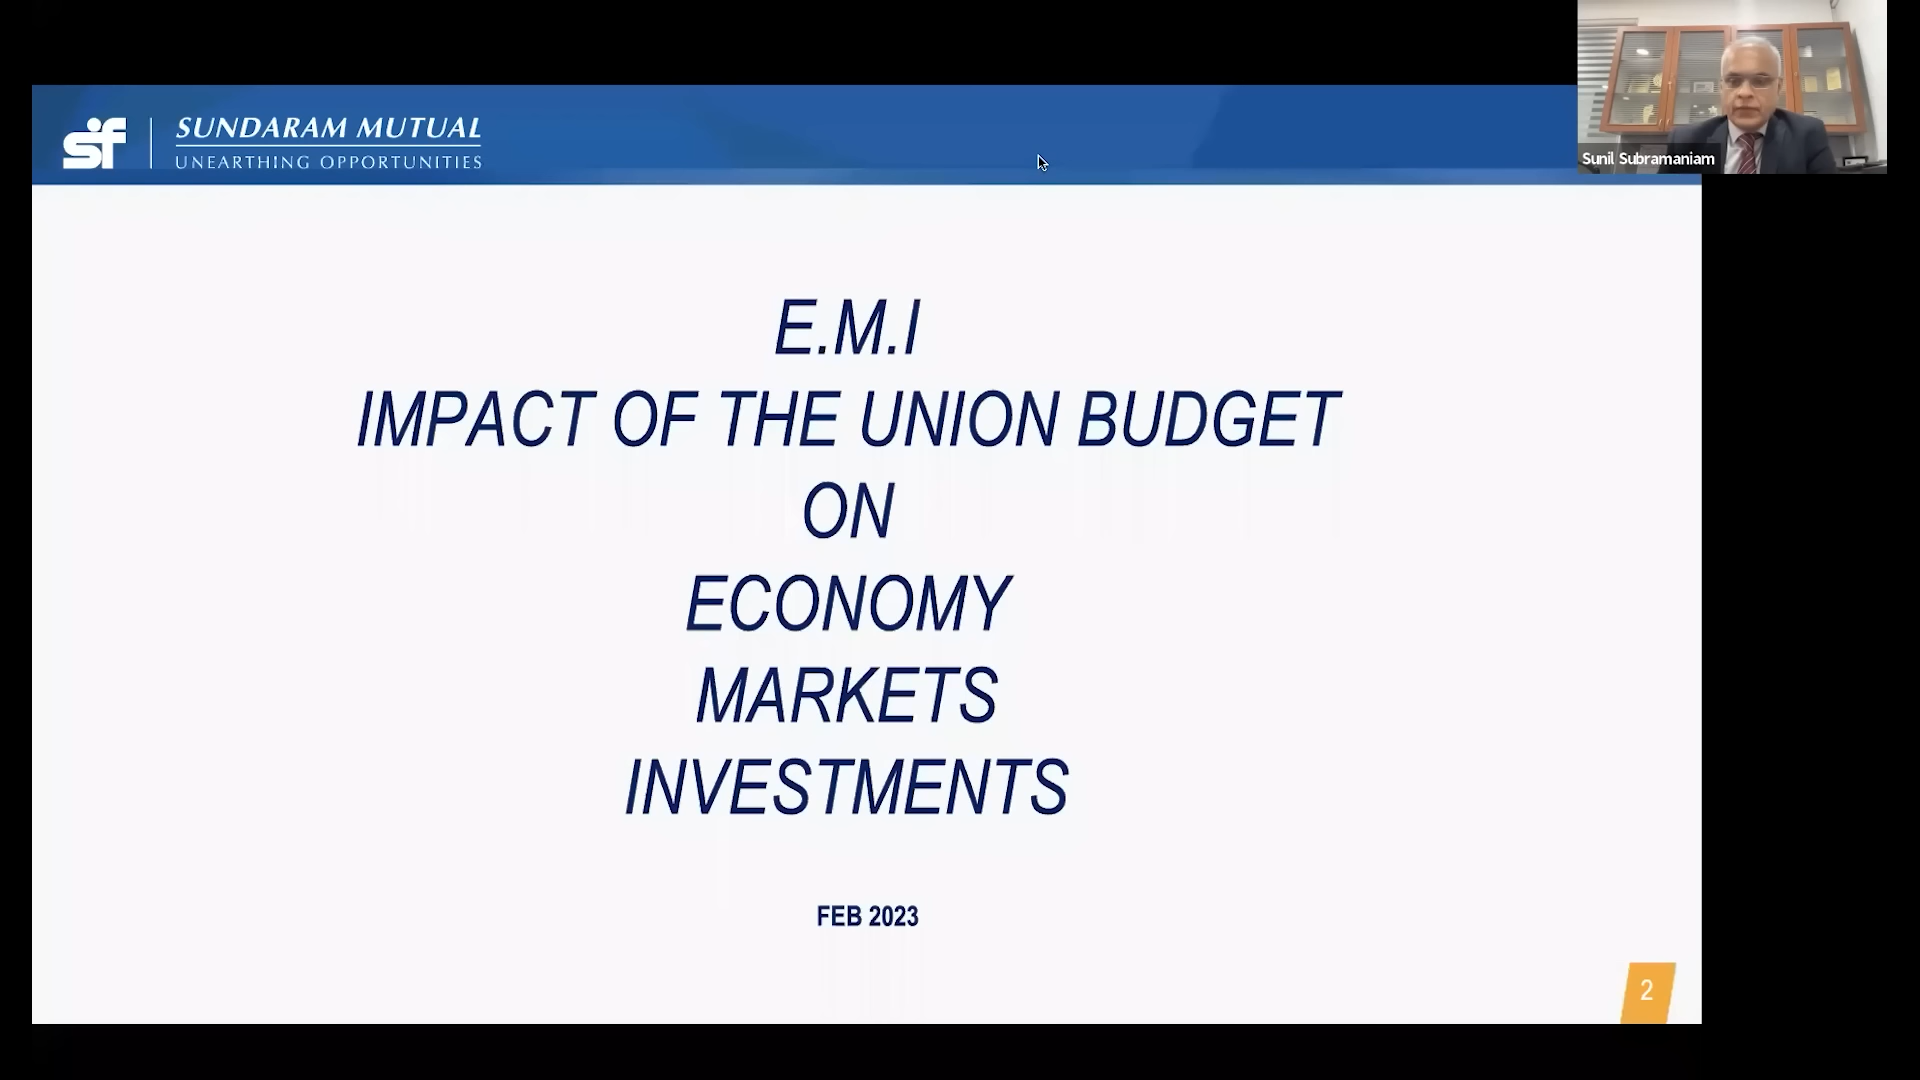 SUNDARAM MUTUAL
UNEARTHING OPPORTUNITIES
Sunil Subramaniam
E.M.I
IMPACT OF THE UNION BUDGET
ON
ECONOMY
MARKETS
INVESTMENTS
FEB 2023
2